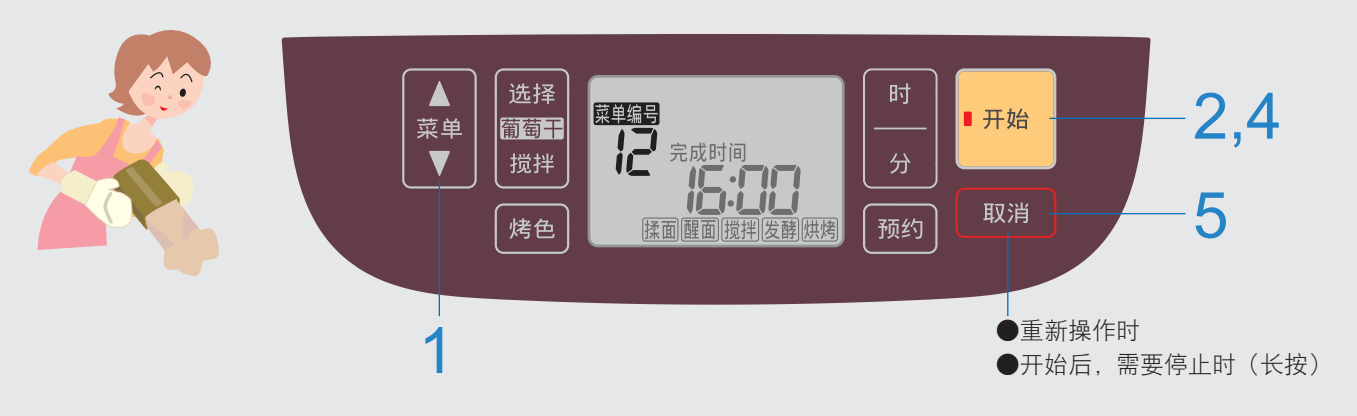 ▲
菜单
▼
选择
葡萄干
搅拌
烤色
菜单编号
12
完成时间
16:00
揉面 醒面 搅拌 发酵 烘烤
时
分
预约
开始
取消
2,4
5
1
●重新操作时
●开始后，需要停止时（长按）